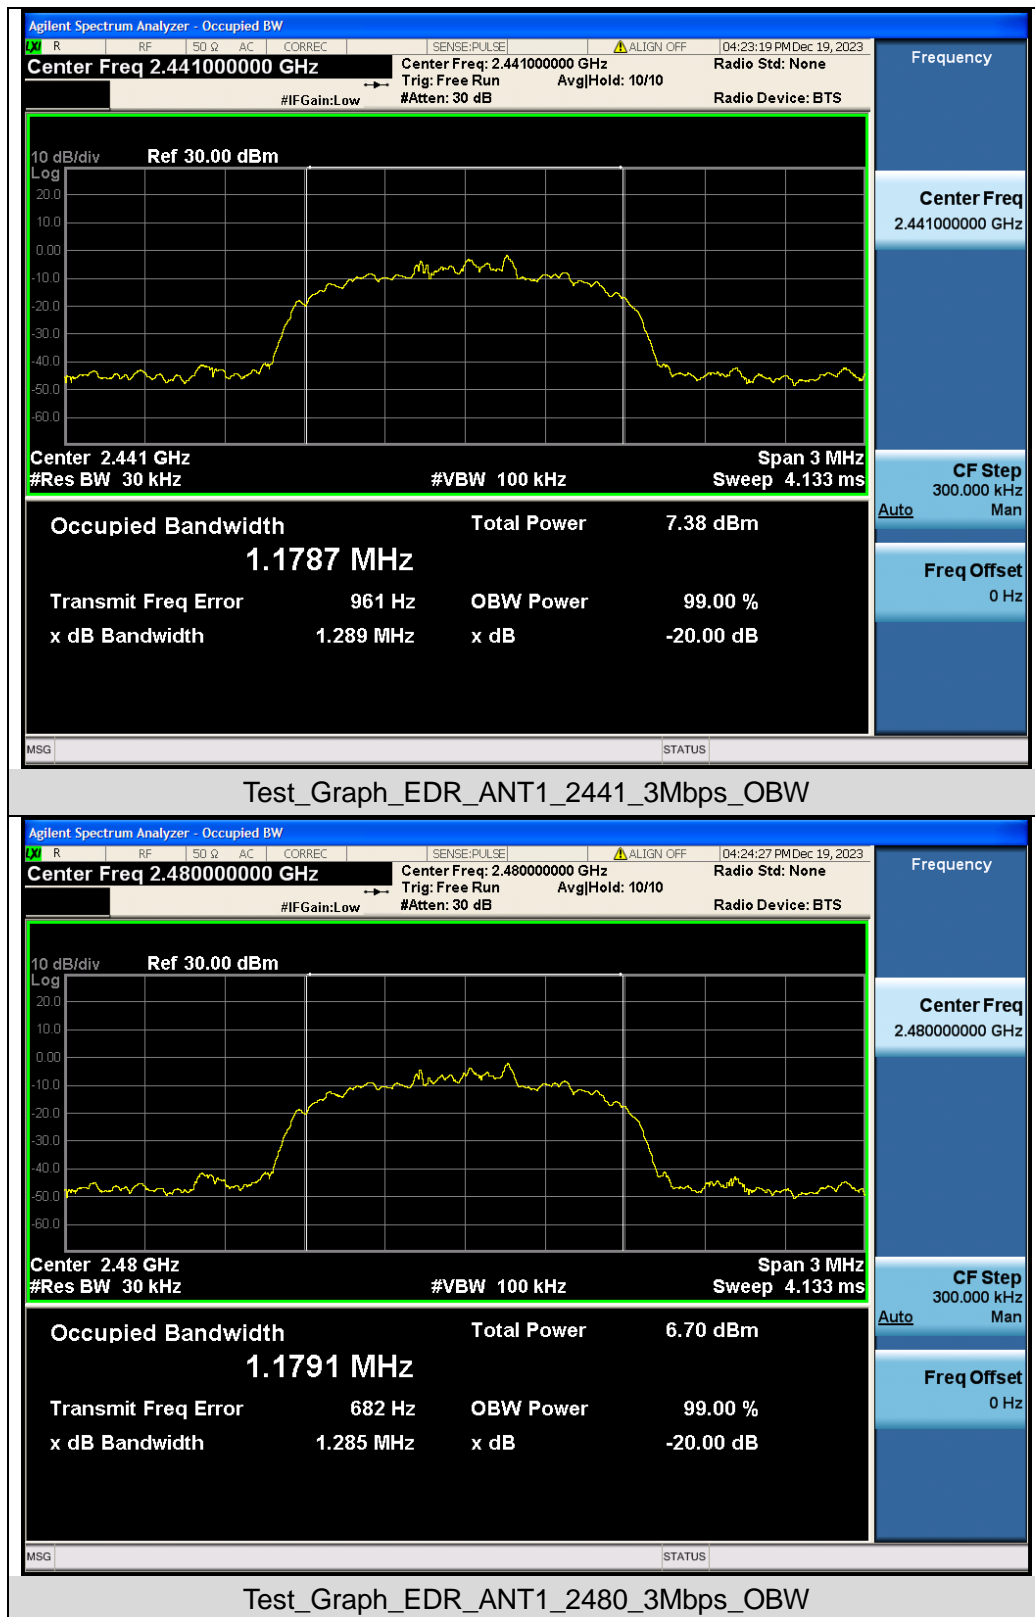 Agilent Spectrum Analyzer - Occupied BW
LXI R RF 50 Ω AC CORREC SENSE:PULSE ALIGN OFF 04:23:19 PM Dec 19, 2023
Center Freq 2.441000000 GHz
Center Freq: 2.441000000 GHz Radio Std: None
Trig: Free Run Avg|Hold: 10/10
#IFGain:Low #Atten: 30 dB Radio Device: BTS
Frequency
10 dB/div Ref 30.00 dBm
Log
20.0
10.0
0.00
-10.0
-20.0
-30.0
-40.0
-50.0
-60.0
Center Freq
2.441000000 GHz
Center 2.441 GHz Span 3 MHz
#Res BW 30 kHz #VBW 100 kHz Sweep 4.133 ms
CF Step
300.000 kHz
Auto Man
Occupied Bandwidth Total Power 7.38 dBm
1.1787 MHz
Transmit Freq Error 961 Hz OBW Power 99.00 %
x dB Bandwidth 1.289 MHz x dB -20.00 dB
Freq Offset
0 Hz
MSG STATUS
Test_Graph_EDR_ANT1_2441_3Mbps_OBW
Agilent Spectrum Analyzer - Occupied BW
LXI R RF 50 Ω AC CORREC SENSE:PULSE ALIGN OFF 04:24:27 PM Dec 19, 2023
Center Freq 2.480000000 GHz
Center Freq: 2.480000000 GHz Radio Std: None
Trig: Free Run Avg|Hold: 10/10
#IFGain:Low #Atten: 30 dB Radio Device: BTS
Frequency
10 dB/div Ref 30.00 dBm
Log
20.0
10.0
0.00
-10.0
-20.0
-30.0
-40.0
-50.0
-60.0
Center Freq
2.480000000 GHz
Center 2.48 GHz Span 3 MHz
#Res BW 30 kHz #VBW 100 kHz Sweep 4.133 ms
CF Step
300.000 kHz
Auto Man
Occupied Bandwidth Total Power 6.70 dBm
1.1791 MHz
Transmit Freq Error 682 Hz OBW Power 99.00 %
x dB Bandwidth 1.285 MHz x dB -20.00 dB
Freq Offset
0 Hz
MSG STATUS
Test_Graph_EDR_ANT1_2480_3Mbps_OBW